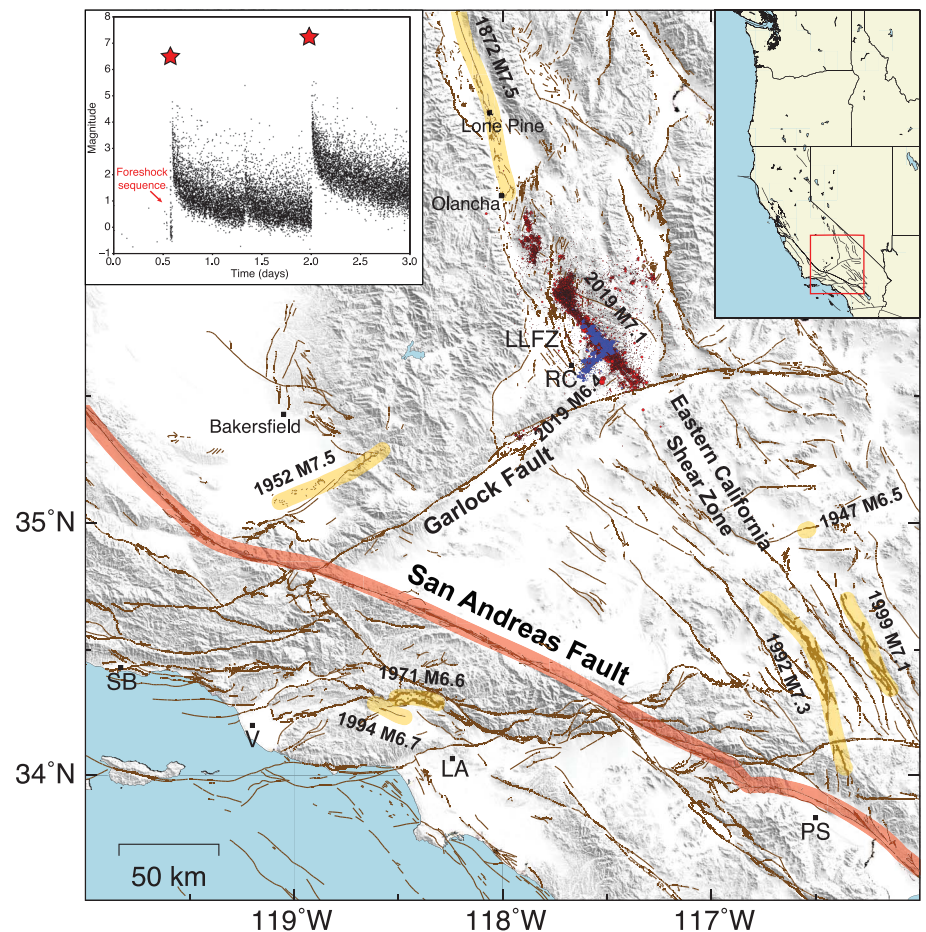 8
7
6
5
4
3
2
1
0
−1
Magnitude
Foreshock
sequence
0.0 0.5 1.0 1.5 2.0 2.5 3.0
Time (days)
1872 M7.5
Lone Pine
Olancha
2019 M7.1
LLFZ
RC
2019 M6.4
Bakersfield
1952 M7.5
Garlock Fault
Eastern California
Shear Zone
1947 M6.5
35˚N
San Andreas Fault
1999 M7.1
1992 M7.3
SB
1971 M6.6
1994 M6.7
V
LA
34˚N
PS
50 km
119˚W 118˚W 117˚W